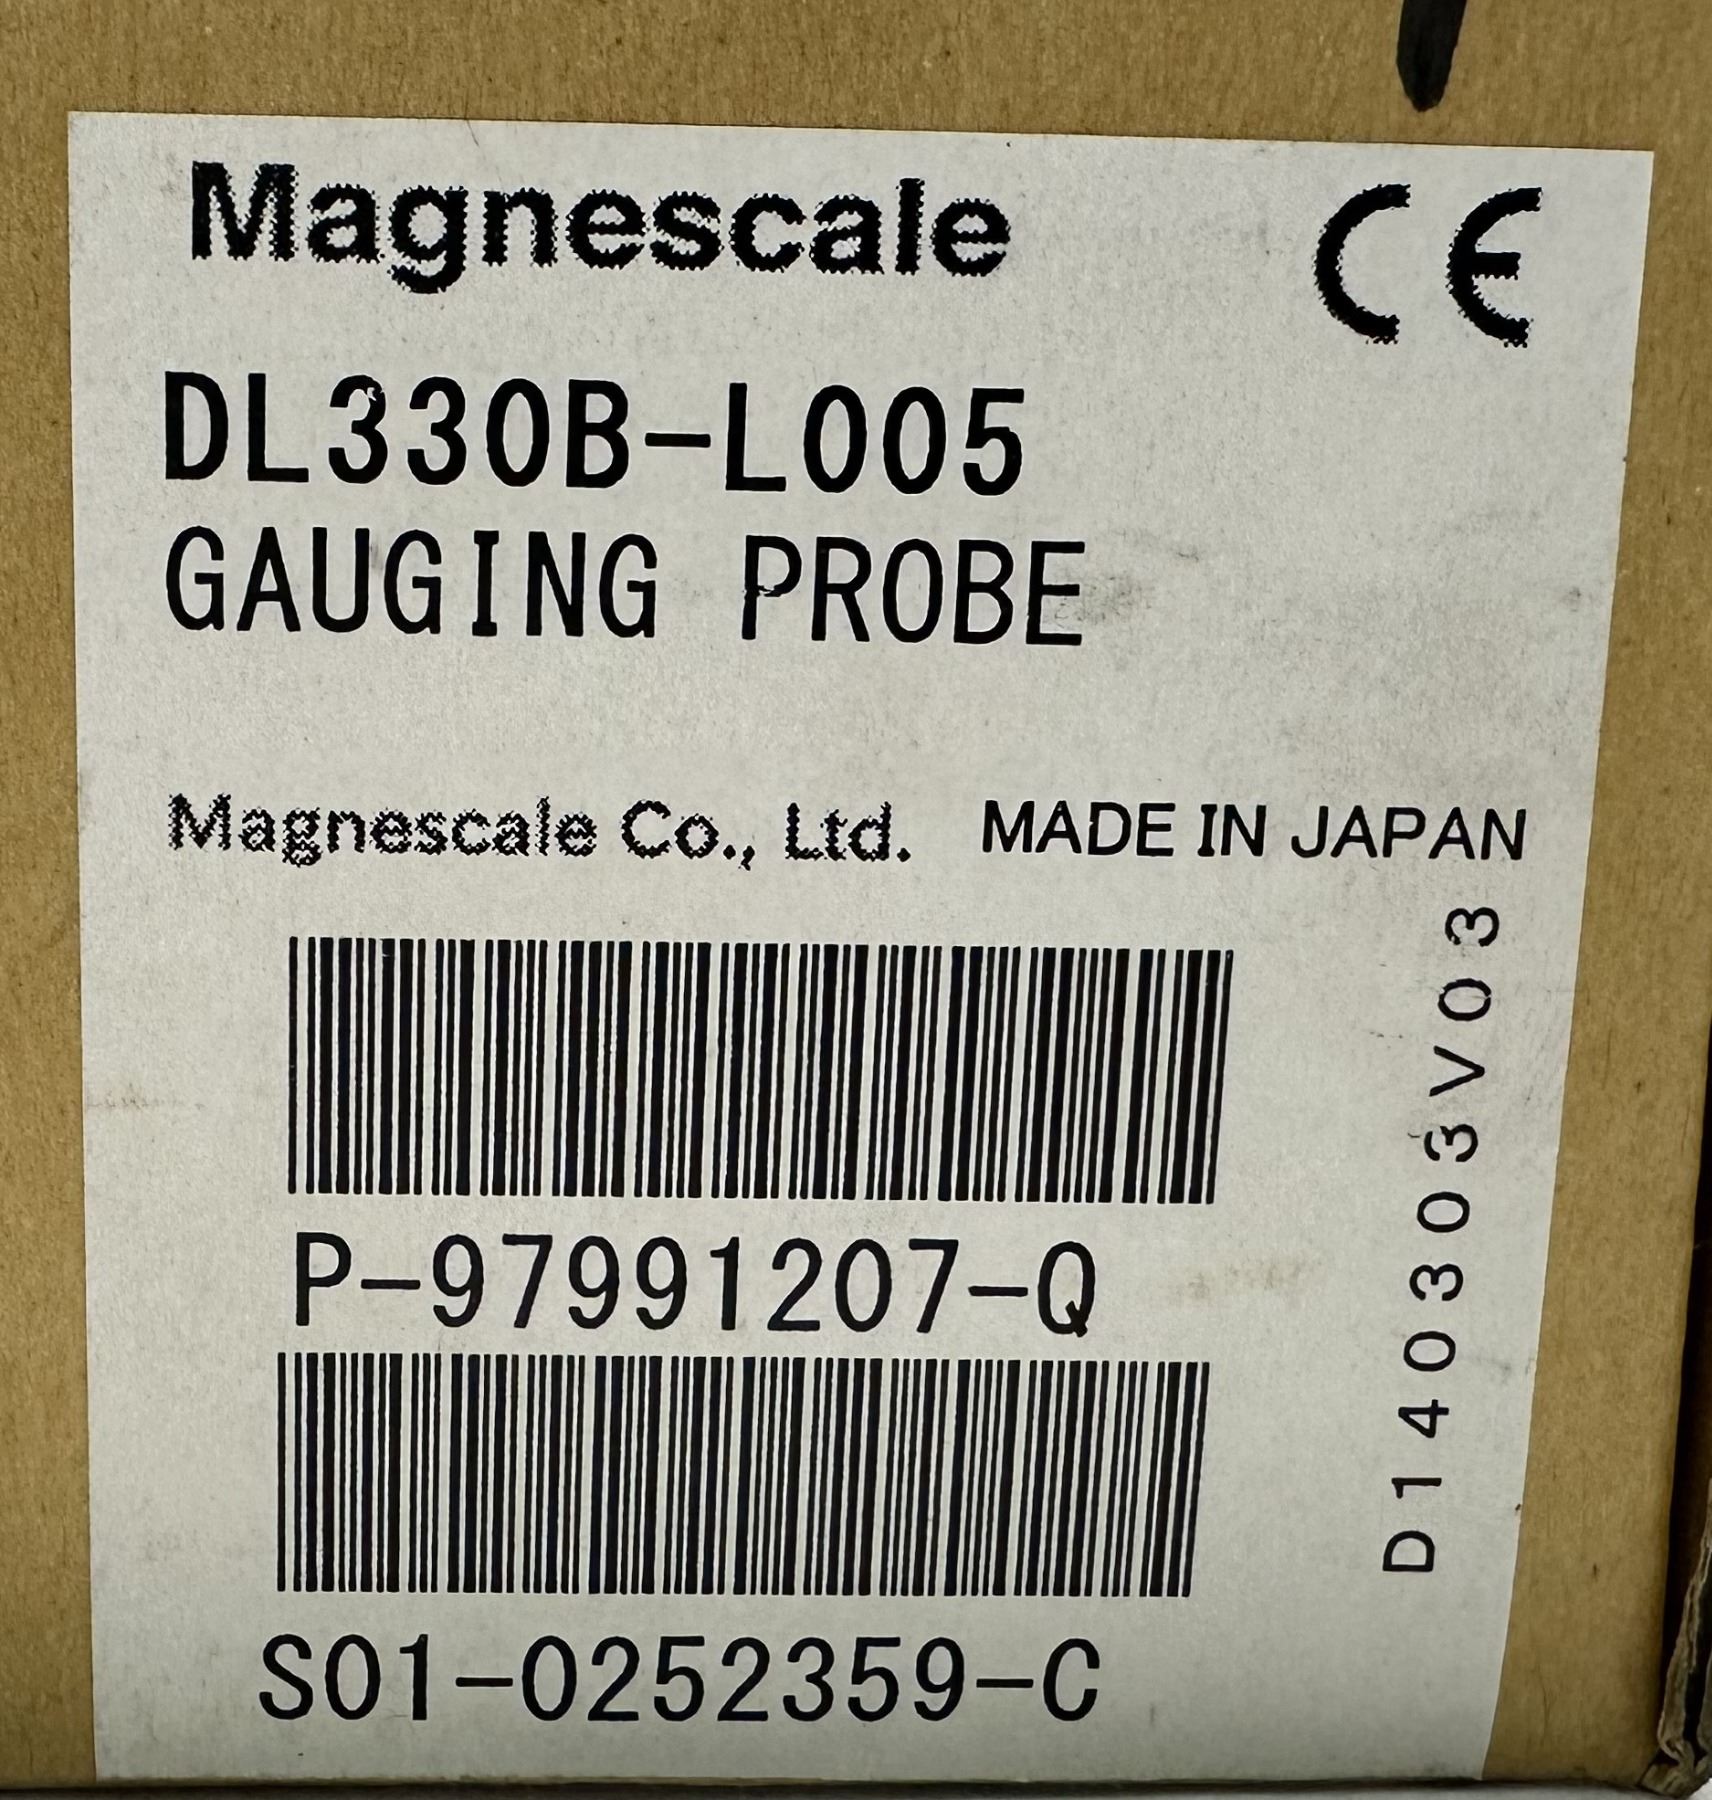 Magnescale CE
DL330B-L005
GAUGING PROBE
Magnescale Co., Ltd. MADE IN JAPAN
P-97991207-Q
S01-0252359-C
D140303V03